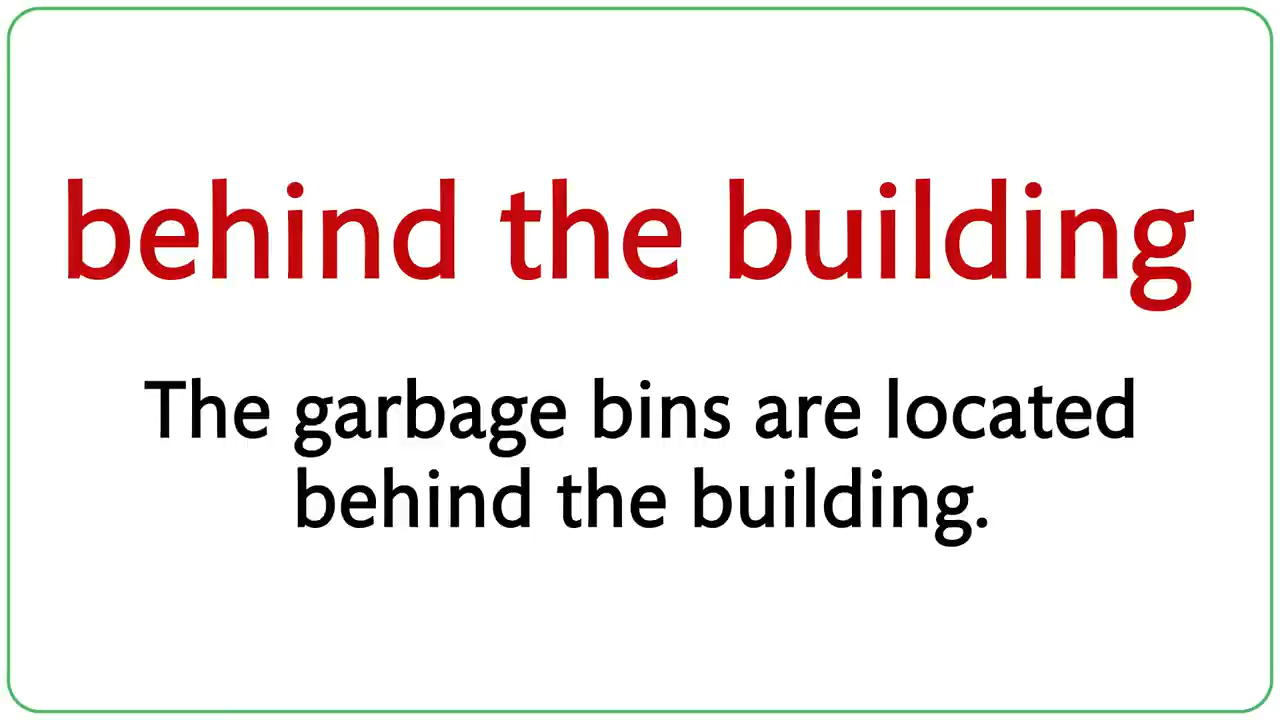 behind the building
The garbage bins are located
behind the building.